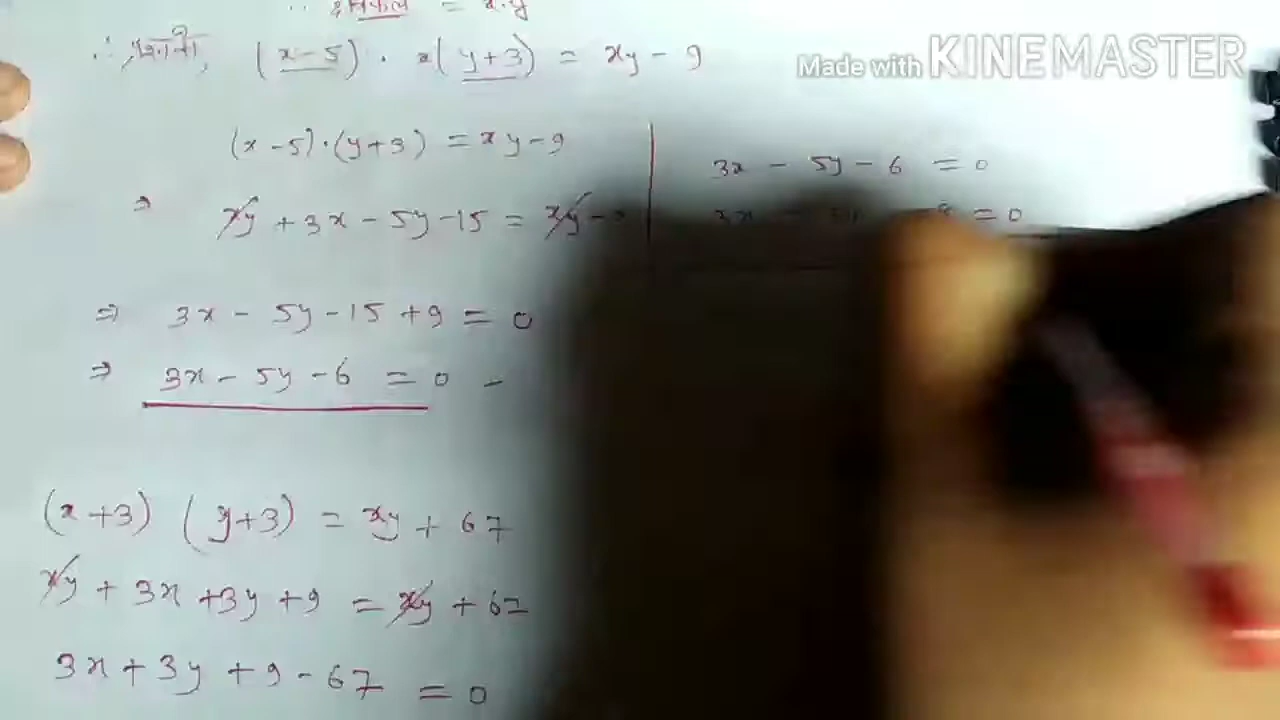 ∴ क्षेत्रफल = x.y
∴ प्रश्न से, (x-5) . x(y+3) = xy-9
Made with KINEMASTER
(x-5).(y+3) = xy-9
⇒ xy + 3x - 5y - 15 = xy -
⇒ 3x - 5y - 15 + 9 = 0
⇒ 3x - 5y - 6 = 0 -
(x+3) (y+3) = xy + 67
xy + 3x + 3y + 9 = xy + 67
3x + 3y + 9 - 67 = 0
3x - 5y - 6 = 0
= 0